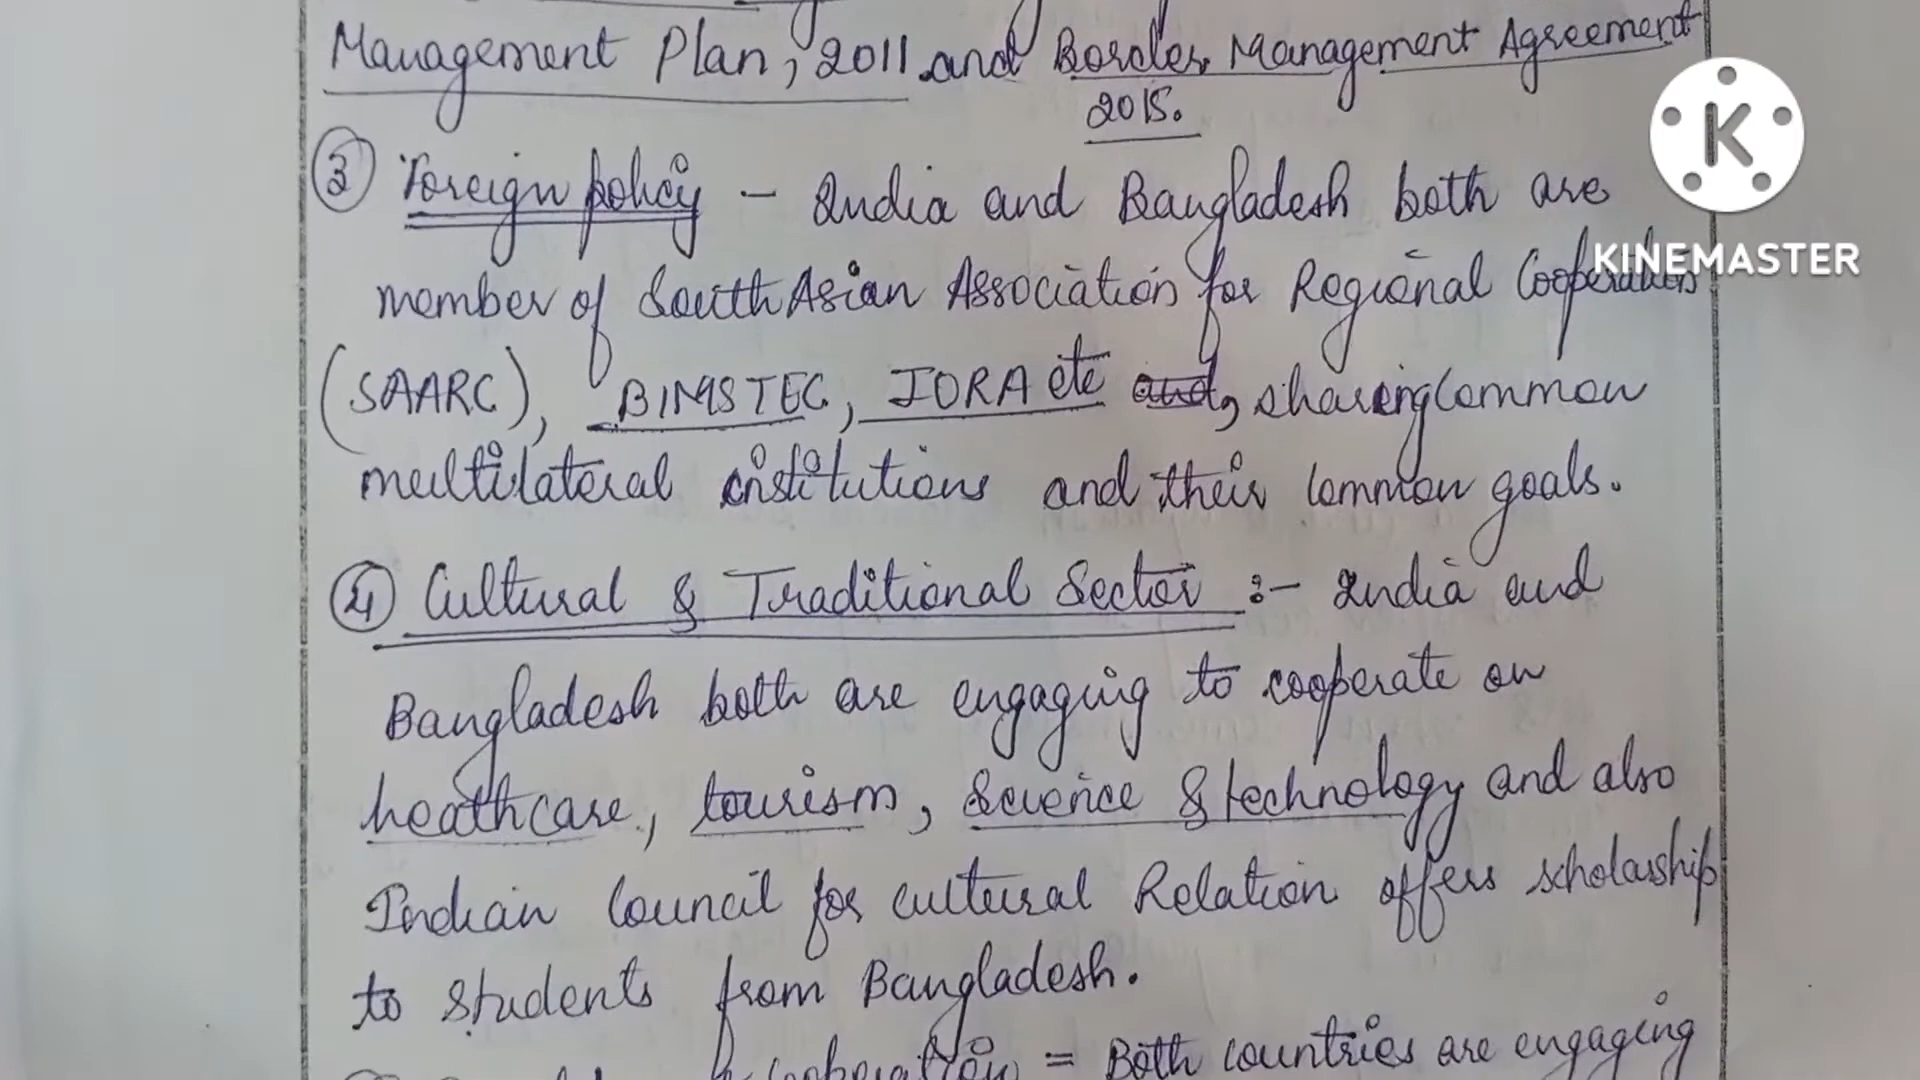 Management Plan, 2011 and Border Management Agreement
2015.
③ Foreign policy - India and Bangladesh both are
member of South Asian Association for Regional Cooperation
(SAARC), BIMSTEC, IORA etc and, sharing common
multilateral institutions and their common goals.
④ Cultural & Traditional Sector :- India and
Bangladesh both are engaging to cooperate on
heathcare, tourism, Science & technology and also
Indian Council for cultural Relation offers scholarship
to students from Bangladesh.
cooperation = Both countries are engaging
K
KINEMASTER